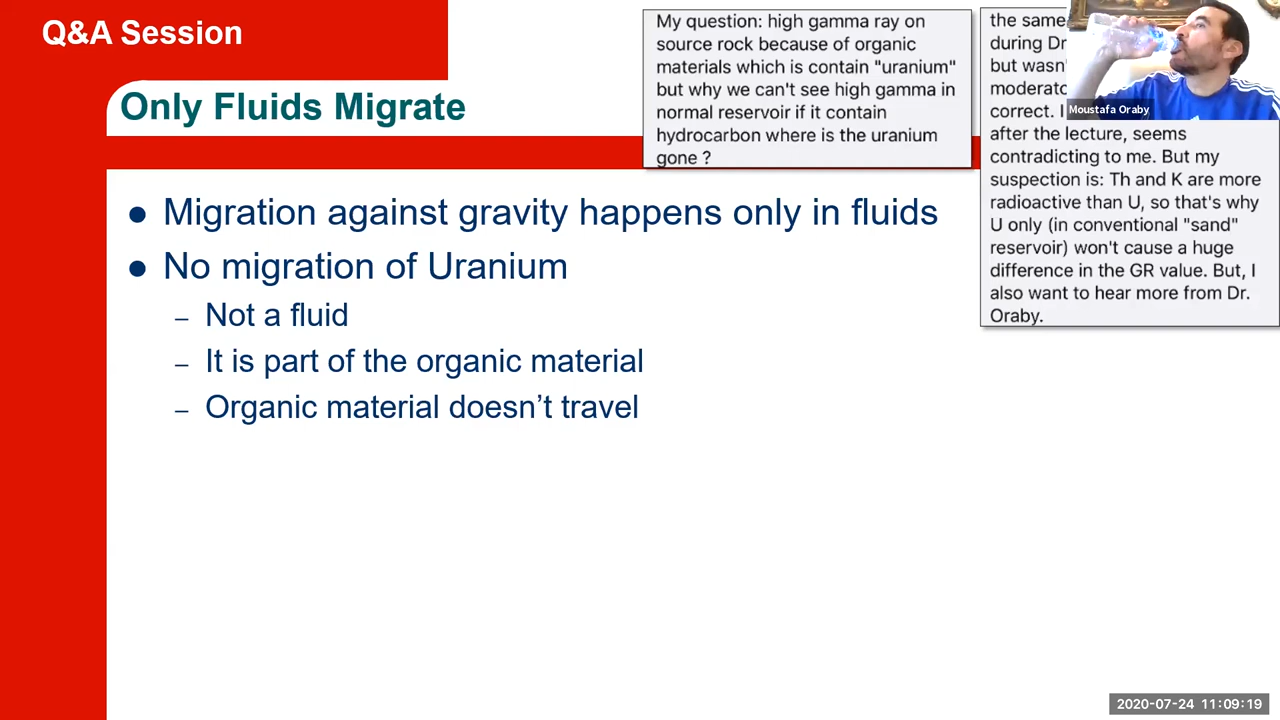 Q&A Session
Only Fluids Migrate
My question: high gamma ray on
source rock because of organic
materials which is contain "uranium"
but why we can't see high gamma in
normal reservoir if it contain
hydrocarbon where is the uranium
gone ?
the same
during Dr
but wasn'
moderato
correct. I
after the lecture, seems
contradicting to me. But my
suspection is: Th and K are more
radioactive than U, so that's why
U only (in conventional "sand"
reservoir) won't cause a huge
difference in the GR value. But, I
also want to hear more from Dr.
Oraby.
Moustafa Oraby
● Migration against gravity happens only in fluids
● No migration of Uranium
– Not a fluid
– It is part of the organic material
– Organic material doesn’t travel
2020-07-24 11:09:19